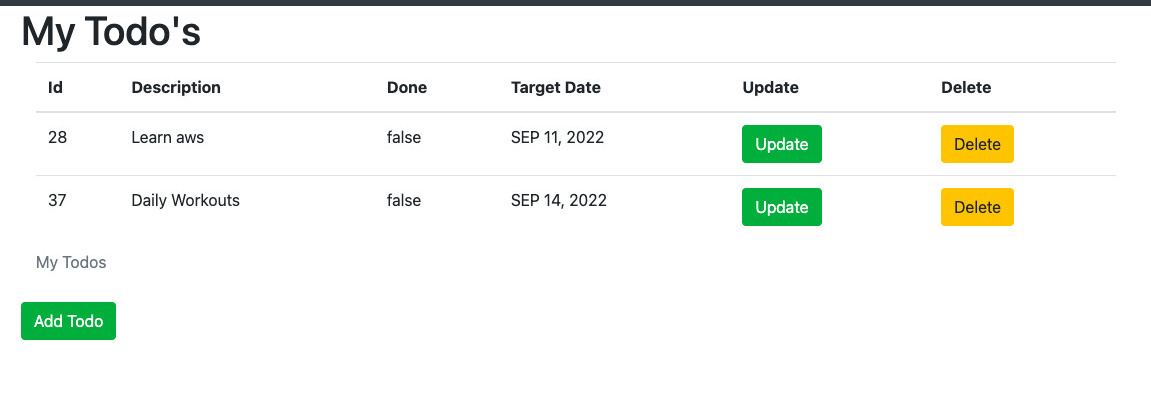 My Todo's
Id Description Done Target Date Update Delete
28 Learn aws false SEP 11, 2022 Update Delete
37 Daily Workouts false SEP 14, 2022 Update Delete
My Todos
Add Todo